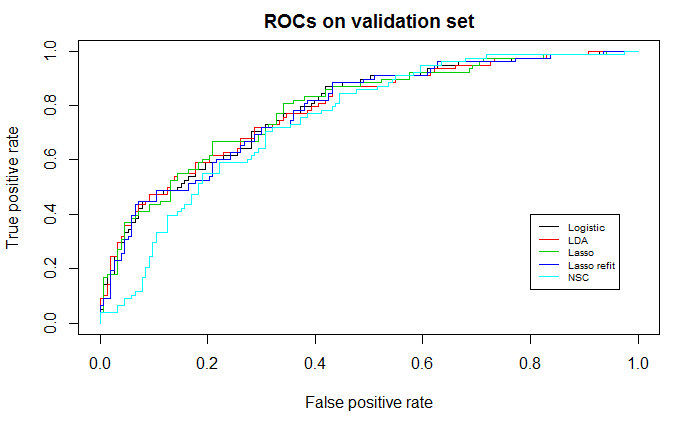 ROCs on validation set
True positive rate
1.0
0.8
0.6
0.4
0.2
0.0
Logistic
LDA
Lasso
Lasso refit
NSC
0.0 0.2 0.4 0.6 0.8 1.0
False positive rate